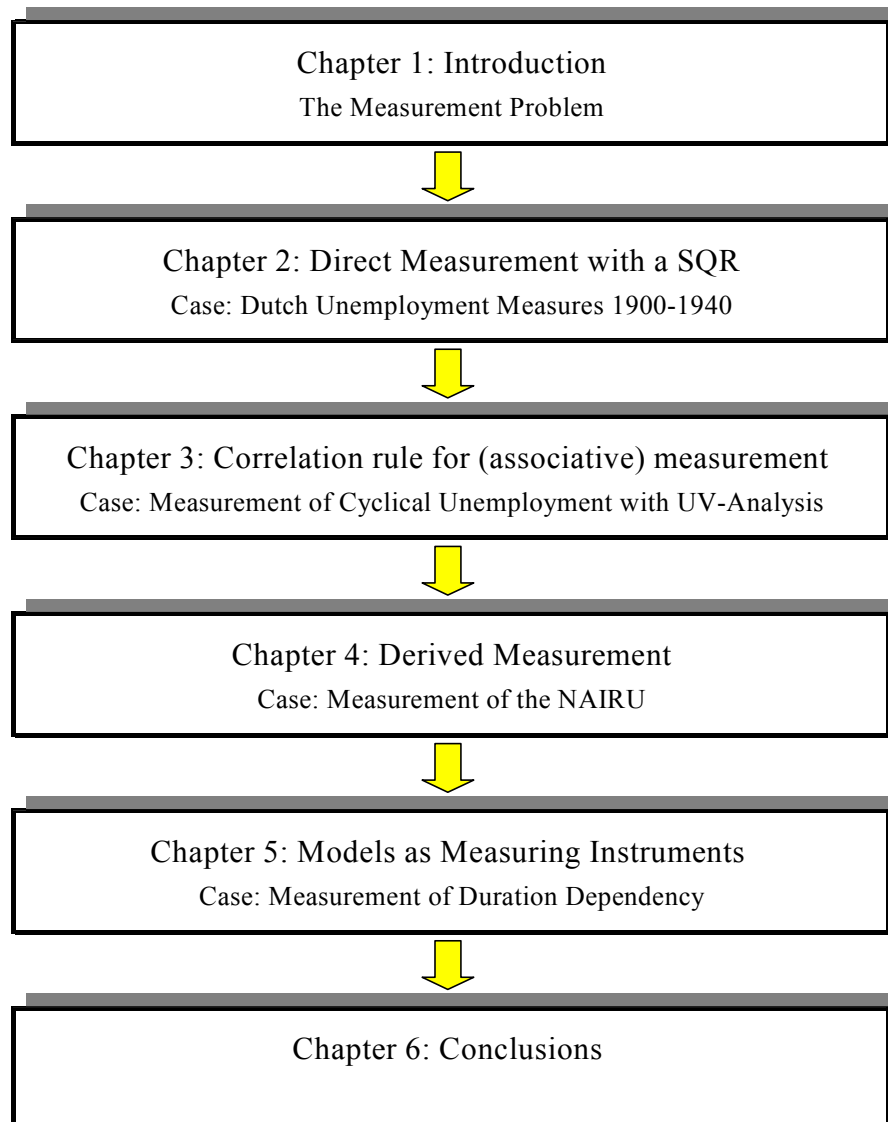 Chapter 1: Introduction
The Measurement Problem
Chapter 2: Direct Measurement with a SQR
Case: Dutch Unemployment Measures 1900-1940
Chapter 3: Correlation rule for (associative) measurement
Case: Measurement of Cyclical Unemployment with UV-Analysis
Chapter 4: Derived Measurement
Case: Measurement of the NAIRU
Chapter 5: Models as Measuring Instruments
Case: Measurement of Duration Dependency
Chapter 6: Conclusions